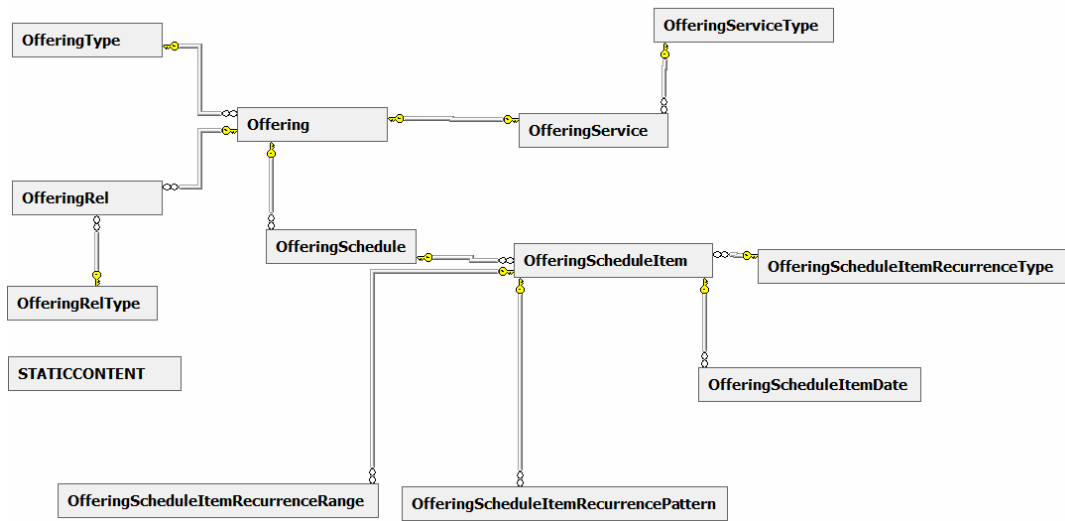 OfferingType
OfferingServiceType
Offering
OfferingService
OfferingRel
OfferingSchedule
OfferingScheduleItem
OfferingScheduleItemRecurrenceType
OfferingRelType
STATICCONTENT
OfferingScheduleItemDate
OfferingScheduleItemRecurrenceRange
OfferingScheduleItemRecurrencePattern